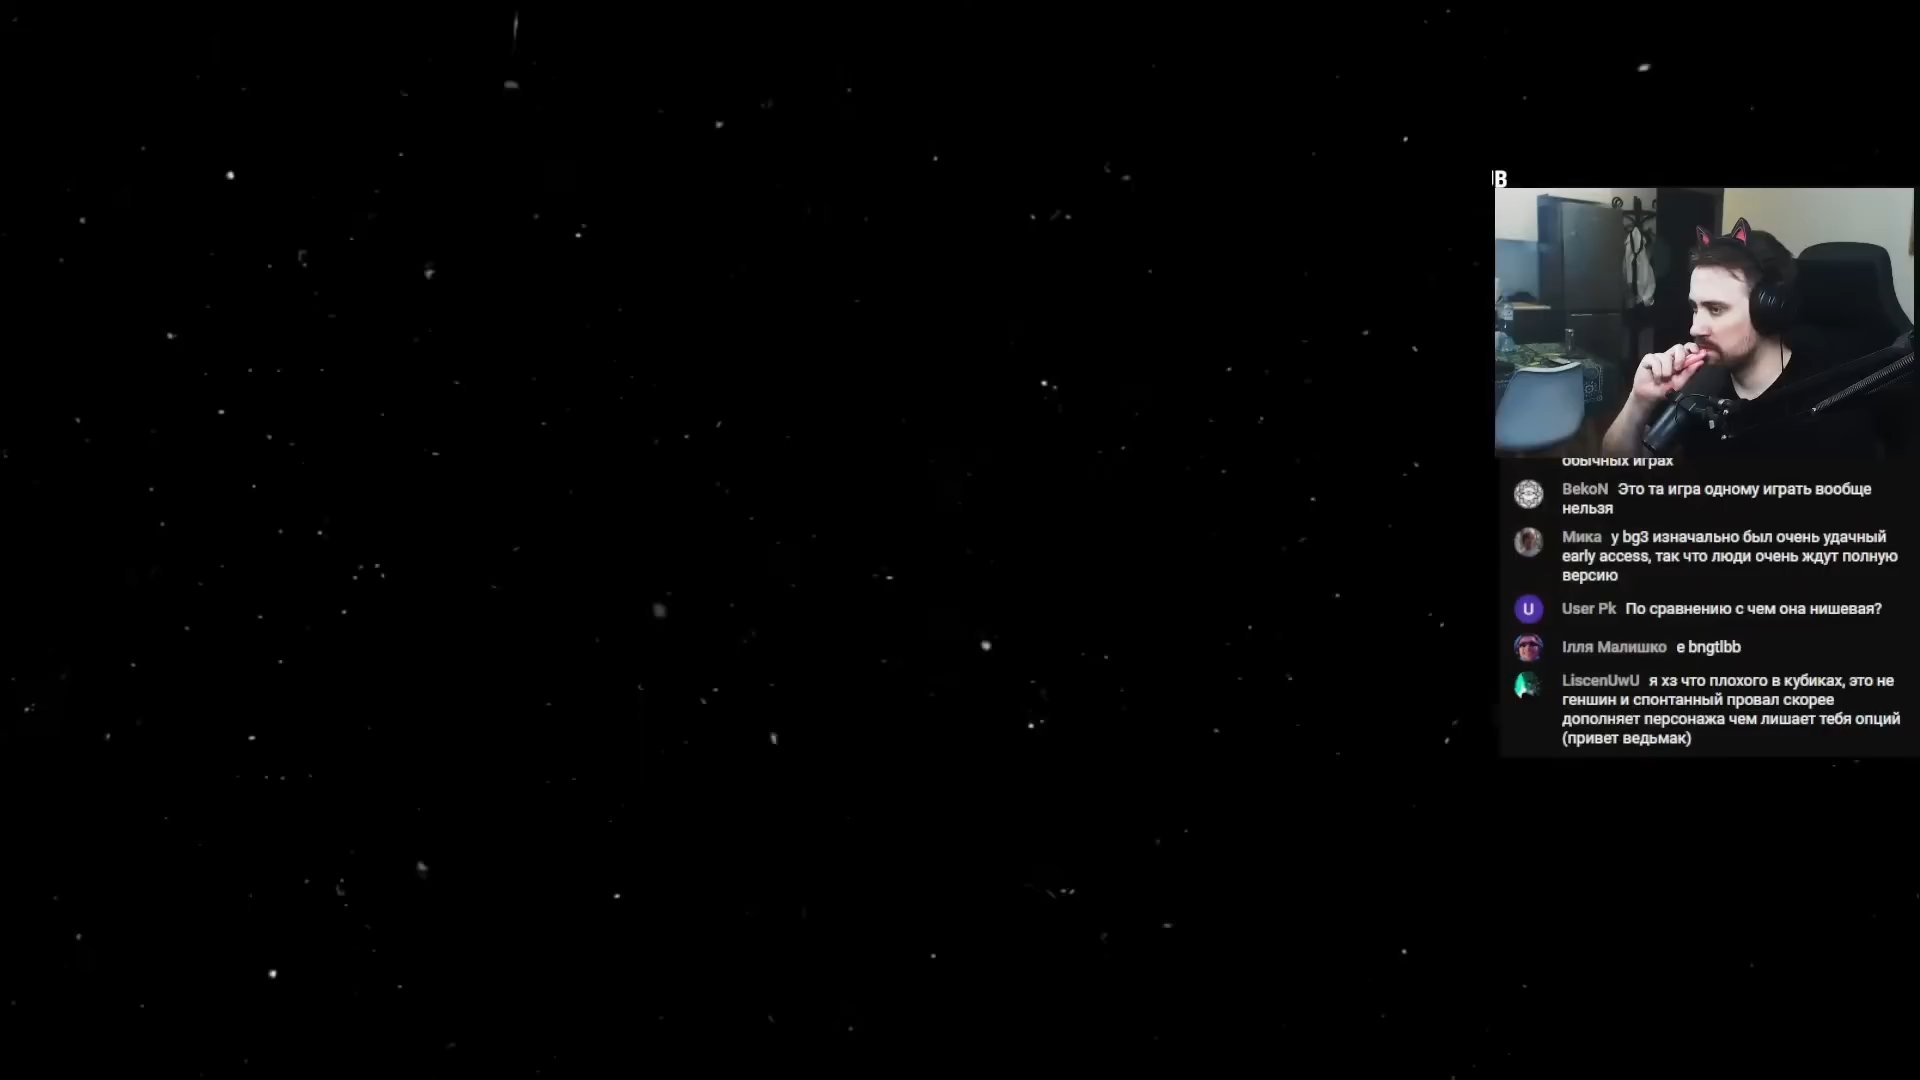 обычных играх
BekoN Это та игра одному играть вообще
нельзя
Мика у bg3 изначально был очень удачный
early access, так что люди очень ждут полную
версию
U User Pk По сравнению с чем она нишевая?
Ілля Малишко е bngtlbb
LiscenUwU я хз что плохого в кубиках, это не
геншин и спонтанный провал скорее
дополняет персонажа чем лишает тебя опций
(привет ведьмак)